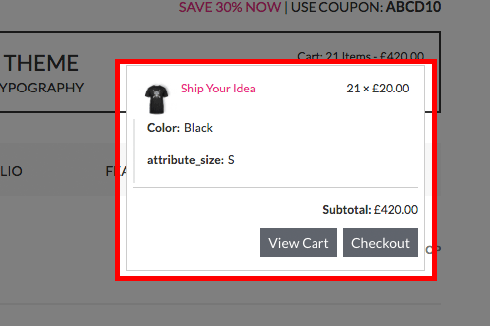 SAVE 30% NOW | USE COUPON: ABCD10
THEME
Cart: 21 Items - £420.00
YPOGRAPHY
Ship Your Idea 21 × £20.00
Color: Black
attribute_size: S
LIO
FEA
Subtotal: £420.00
View Cart Checkout
OP